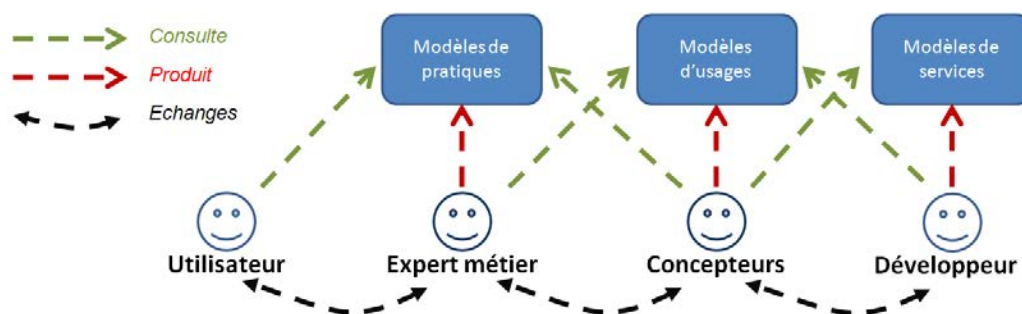 Consulte
Produit
Echanges
Modèles de
pratiques
Modèles
d'usages
Modèles de
services
Utilisateur
Expert métier
Concepteurs
Développeur